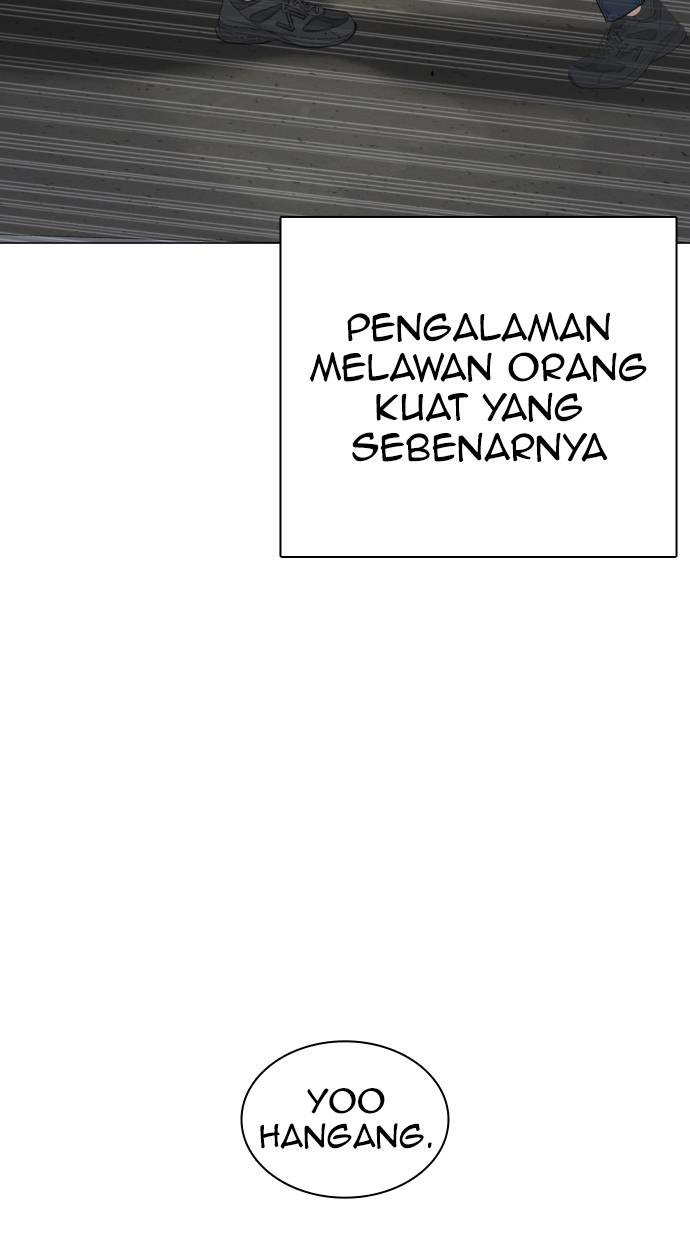 PENGALAMAN
MELAWAN ORANG
KUAT YANG
SEBENARNYA
YOO
HANGANG.